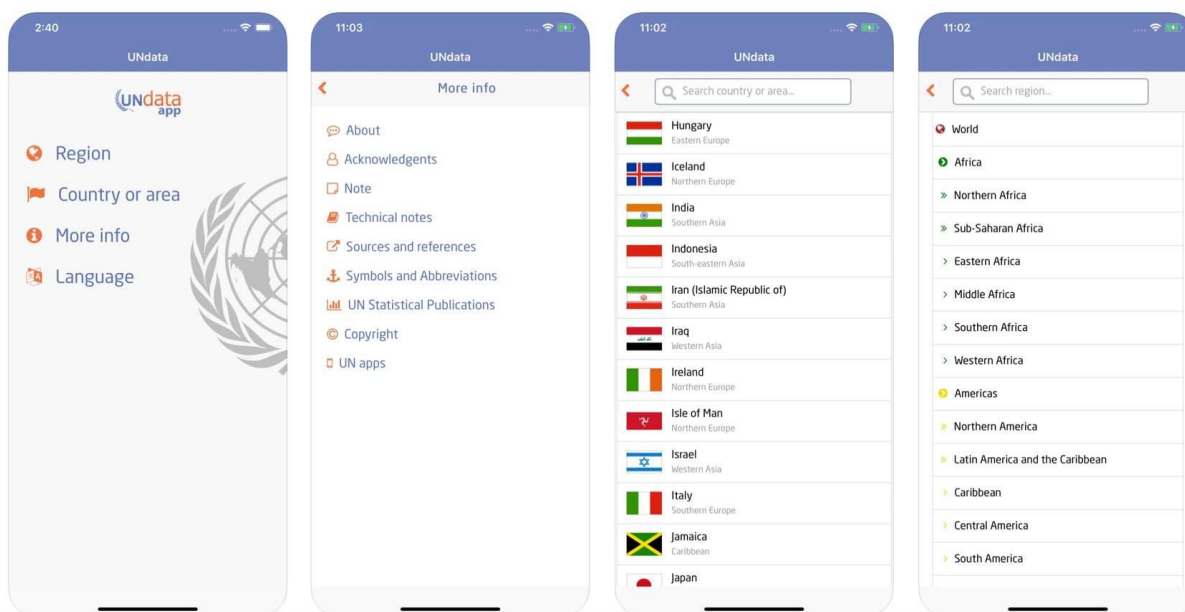 2:40
UNdata
UNdata
app
Region
Country or area
More info
Language
11:03
UNdata
More info
About
Acknowledgents
Note
Technical notes
Sources and references
Symbols and Abbreviations
UN Statistical Publications
Copyright
UN apps
11:02
UNdata
Search country or area...
Hungary
Eastern Europe
Iceland
Northern Europe
India
Southern Asia
Indonesia
South-eastern Asia
Iran (Islamic Republic of)
Southern Asia
Iraq
Western Asia
Ireland
Northern Europe
Isle of Man
Northern Europe
Israel
Western Asia
Italy
Southern Europe
Jamaica
Caribbean
Japan
11:02
UNdata
Search region...
World
Africa
Northern Africa
Sub-Saharan Africa
Eastern Africa
Middle Africa
Southern Africa
Western Africa
Americas
Northern America
Latin America and the Caribbean
Caribbean
Central America
South America